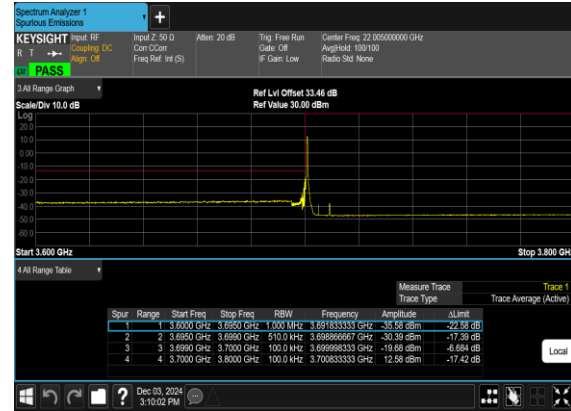 Spectrum Analyzer 1
Spurious Emissions
+
KEYSIGHT Input: RF Input Z: 50 Ω Atten: 20 dB Trig: Free Run Center Freq: 22.005000000 GHz
R T Coupling: DC Corr CCorr Gate: Off Avg|Hold: 100/100
Align: Off Freq Ref: Int (S) IF Gain: Low Radio Std: None
PASS
3 All Range Graph Ref Lvl Offset 33.46 dB
Scale/Div 10.0 dB Ref Value 30.00 dBm
Log
20.0
10.0
0.00
-10.0
-20.0
-30.0
-40.0
-50.0
-60.0
Start 3.600 GHz Stop 3.800 GH
4 All Range Table
Measure Trace Trace 1
Trace Type Trace Average (Active)
Spur Range Start Freq Stop Freq RBW Frequency Amplitude ΔLimit
1 1 3.6000 GHz 3.6950 GHz 1.000 MHz 3.691833333 GHz -35.58 dBm -22.58 dB
2 2 3.6950 GHz 3.6990 GHz 510.0 kHz 3.698866667 GHz -30.39 dBm -17.39 dB
3 3 3.6990 GHz 3.7000 GHz 100.0 kHz 3.699998333 GHz -19.68 dBm -6.684 dB
4 4 3.7000 GHz 3.8000 GHz 100.0 kHz 3.700833333 GHz 12.58 dBm -17.42 dB
Local
? Dec 03, 2024
3:10:02 PM